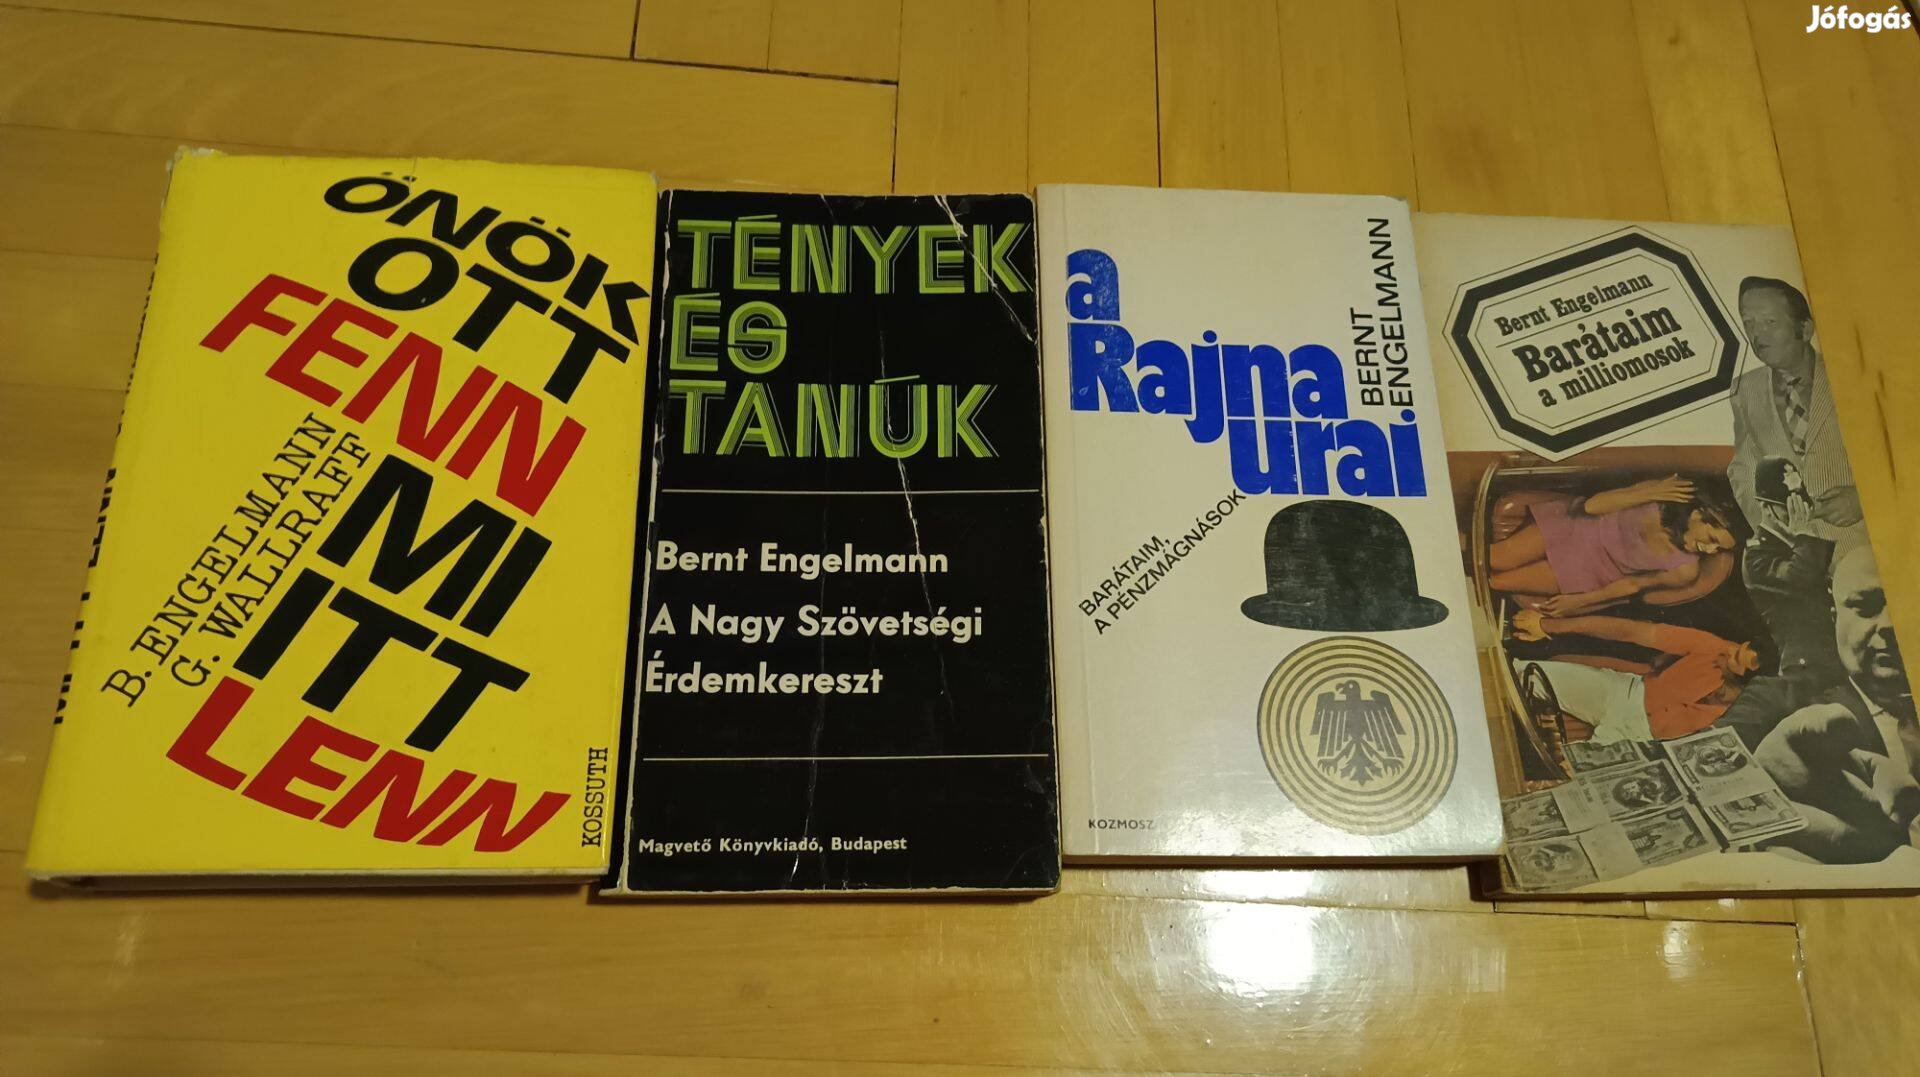 Jófogás
ÖNÖK
OTT
FENN
MI
ITT
LENN
B. ENGELMANN
G. WALLRAFF
KOSSUTH
TÉNYEK
ÉS
TANÚK
Bernt Engelmann
A Nagy Szövetségi
Érdemkereszt
Magvető Könyvkiadó, Budapest
a
Rajna
urai
BERNT
ENGELMANN
BARÁTAIM,
A PÉNZMÁGNÁSOK
KOZMOSZ
Bernt Engelmann
Barátaim
a milliomosok